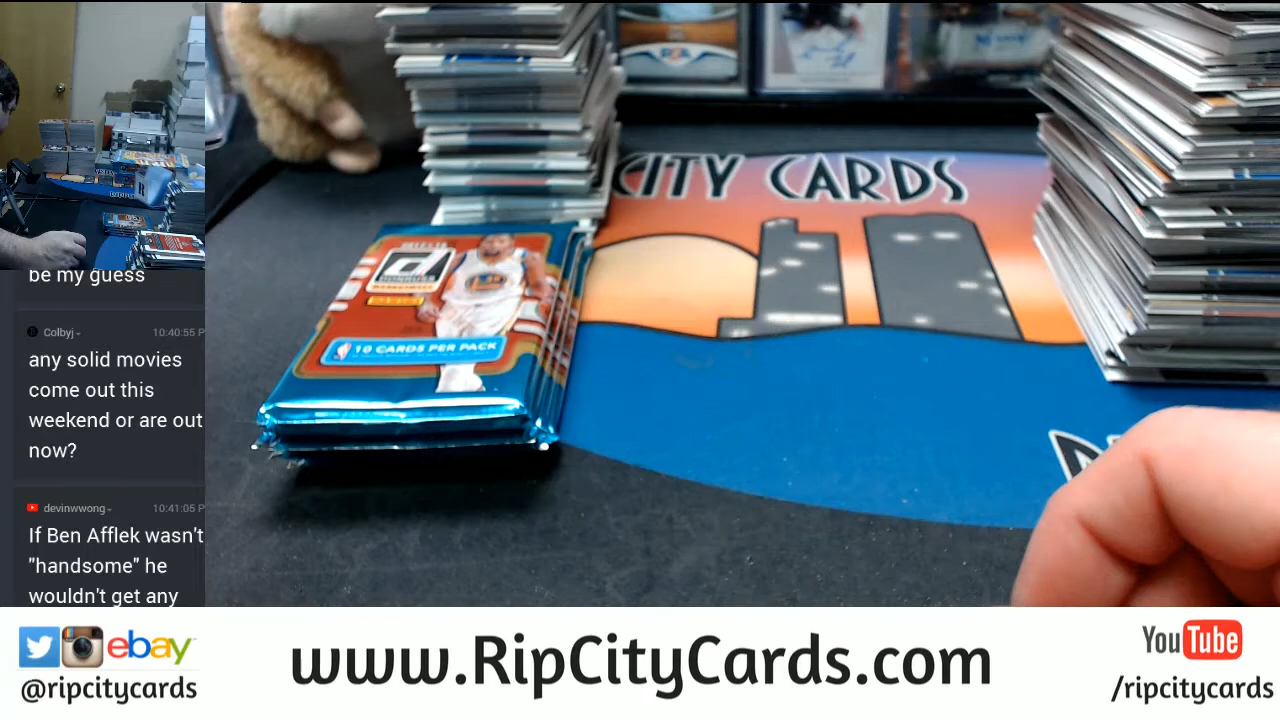 CITY CARDS
DONRUSS
10 CARDS PER PACK
be my guess
Colbyj
10:40:55 P
any solid movies
come out this
weekend or are out
now?
devinwwong
10:41:05 P
If Ben Afflek wasn't
"handsome" he
wouldn't get any
ebay
@ripcitycards
www.RipCityCards.com
YouTube
/ripcitycards